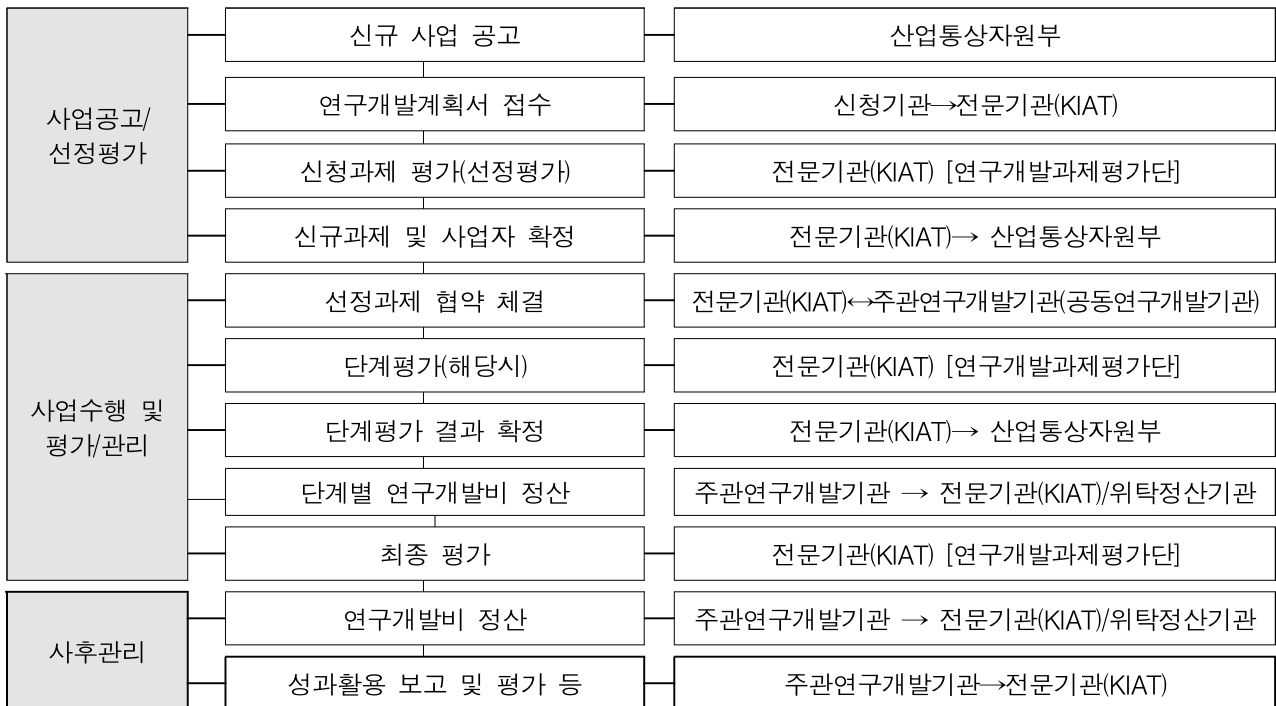 사업공고/
선정평가
신규 사업 공고
산업통상자원부
연구개발계획서 접수
신청기관→전문기관(KIAT)
신청과제 평가(선정평가)
전문기관(KIAT) [연구개발과제평가단]
신규과제 및 사업자 확정
전문기관(KIAT)→ 산업통상자원부
사업수행 및
평가/관리
선정과제 협약 체결
전문기관(KIAT)↔주관연구개발기관(공동연구개발기관)
단계평가(해당시)
전문기관(KIAT) [연구개발과제평가단]
단계평가 결과 확정
전문기관(KIAT)→ 산업통상자원부
단계별 연구개발비 정산
주관연구개발기관 → 전문기관(KIAT)/위탁정산기관
최종 평가
전문기관(KIAT) [연구개발과제평가단]
사후관리
연구개발비 정산
주관연구개발기관 → 전문기관(KIAT)/위탁정산기관
성과활용 보고 및 평가 등
주관연구개발기관→전문기관(KIAT)